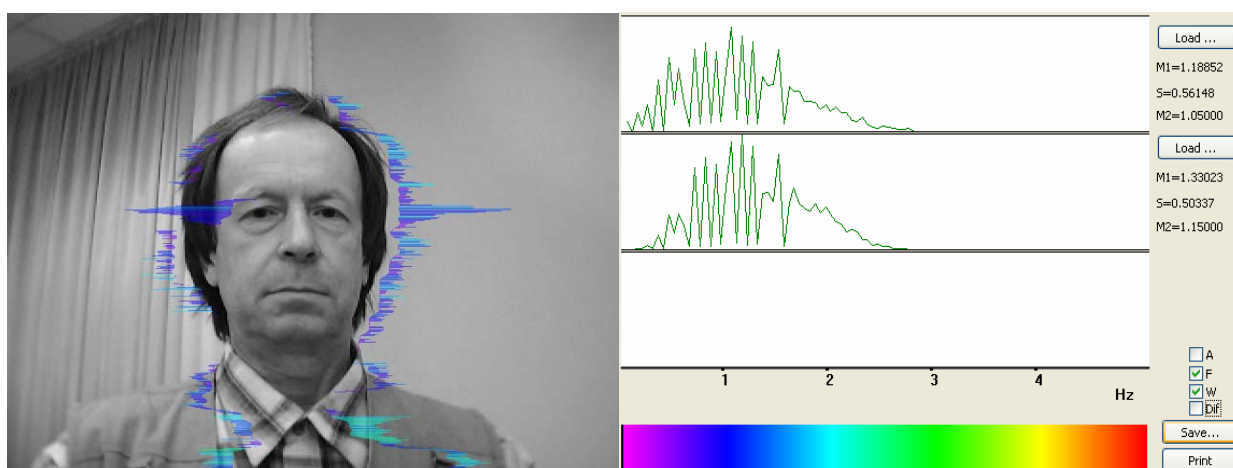 Load ...
M1=1.18852
S=0.56148
M2=1.05000
Load ...
M1=1.33023
S=0.50337
M2=1.15000
A
F
W
Dif
1 2 3 4
Hz
Save...
Print